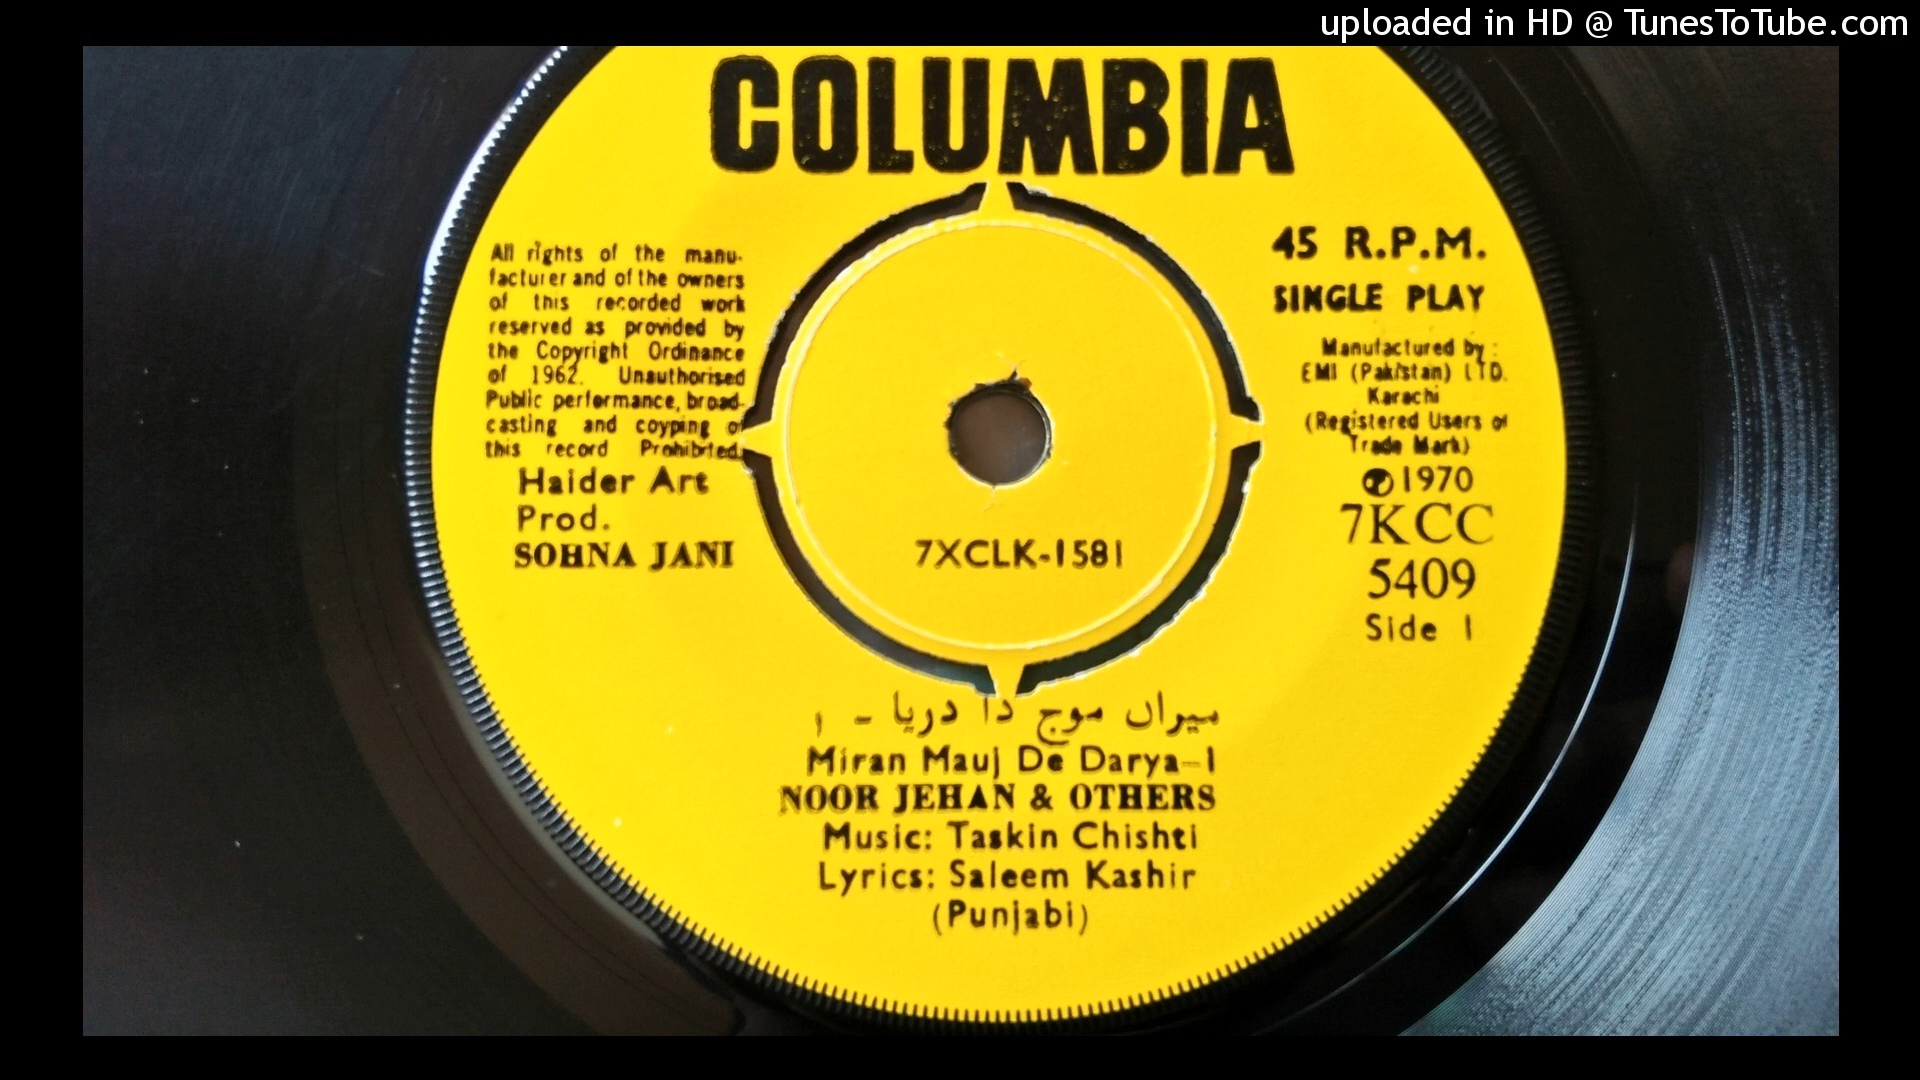 uploaded in HD @ TunesToTube.com
COLUMBIA
All rights of the manu-
facturer and of the owners
of this recorded work
reserved as provided by
the Copyright Ordinance
of 1962. Unauthorised
Public performance, broad-
casting and coyping of
this record Prohibited.
Haider Art
Prod.
SOHNA JANI
45 R.P.M.
SINGLE PLAY
Manufactured by:
EMI (Pakistan) LTD.
Karachi
(Registered Users of
Trade Mark)
℗ 1970
7KCC
5409
Side 1
7XCLK-1581
میراں موج دا دریا - ۱
Miran Mauj De Darya-1
NOOR JEHAN & OTHERS
Music: Taskin Chishti
Lyrics: Saleem Kashir
(Punjabi)